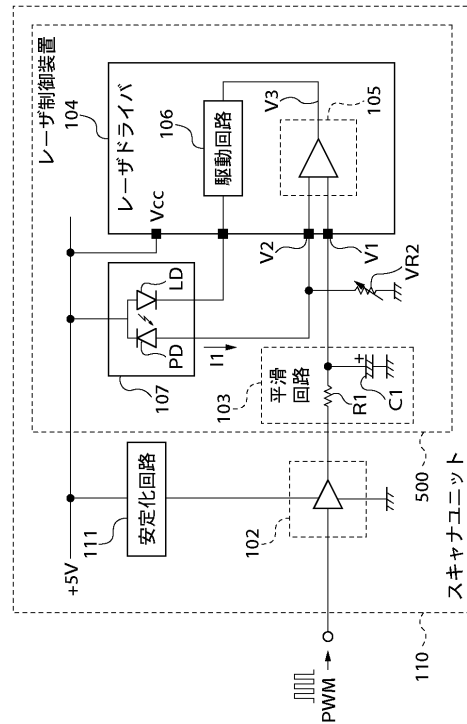 レーザ制御装置
104
レーザドライバ
Vcc
106
駆動回路
V3
105
V2
V1
VR2
LD
PD
107
I1
103
平滑
回路
R1
C1
+
500
+5V
安定化回路
111
102
スキャナユニット
110
PWM